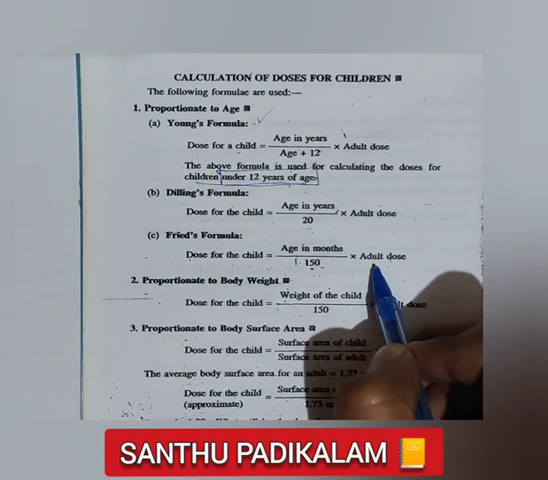 CALCULATION OF DOSES FOR CHILDREN
The following formulae are used:—
1. Proportionate to Age
(a) Young's Formula:
Dose for a child = Age in years / Age + 12 × Adult dose
The above formula is used for calculating the doses for
children under 12 years of age.
(b) Dilling's Formula:
Dose for the child = Age in years / 20 × Adult dose
(c) Fried's Formula:
Dose for the child = Age in months / 150 × Adult dose
2. Proportionate to Body Weight
Dose for the child = Weight of the child / 150 dose
3. Proportionate to Body Surface Area
Dose for the child = Surface area of child / Surface area of adult
The average body surface area for an adult = 1.73
Dose for the child = Surface / 1.73 m
(approximate)
SANTHU PADIKALAM